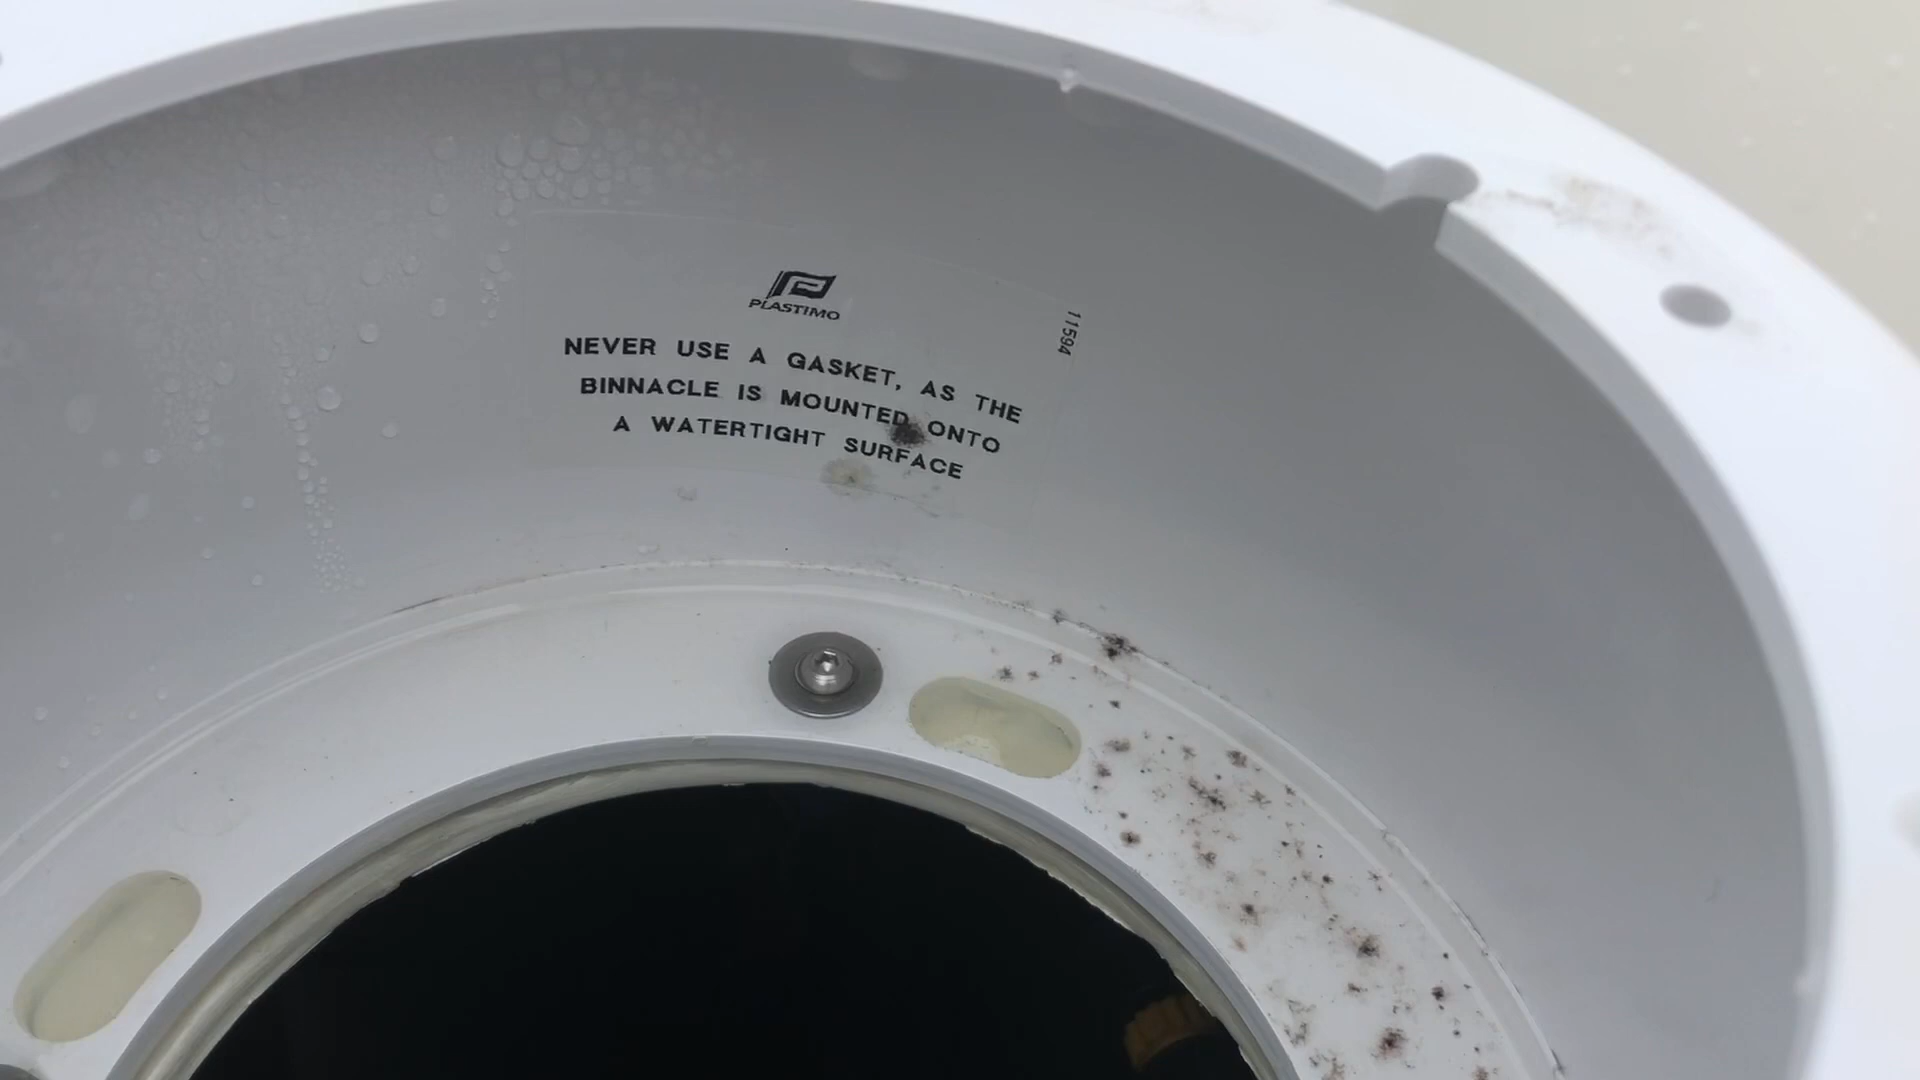 PLASTIMO
11594
NEVER USE A GASKET, AS THE
BINNACLE IS MOUNTED ONTO
A WATERTIGHT SURFACE